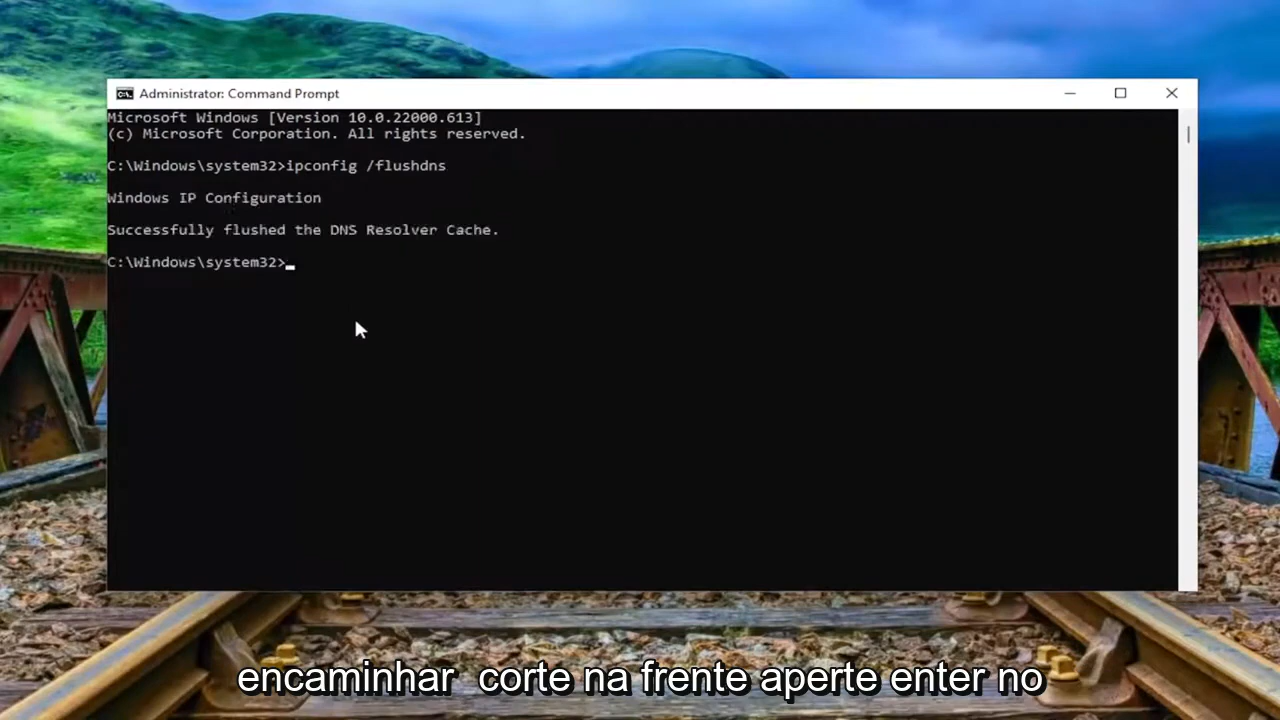 Administrator: Command Prompt
Microsoft Windows [Version 10.0.22000.613]
(c) Microsoft Corporation. All rights reserved.
C:\Windows\system32>ipconfig /flushdns
Windows IP Configuration
Successfully flushed the DNS Resolver Cache.
C:\Windows\system32>
encaminhar corte na frente aperte enter no